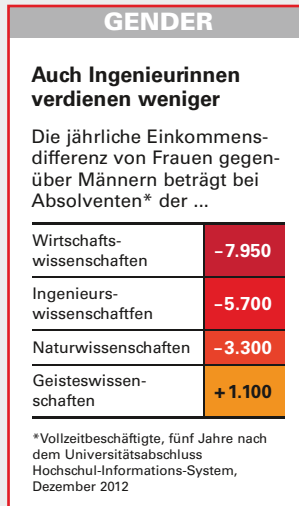 GENDER
Auch Ingenieurinnen
verdienen weniger
Die jährliche Einkommens-
differenz von Frauen gegen-
über Männern beträgt bei
Absolventen* der ...
Wirtschafts-
wissenschaften
–7.950
Ingenieurs-
wissenschaftfen
–5.700
Naturwissenschaften –3.300
Geisteswissen-
schaften
+1.100
*Vollzeitbeschäftigte, fünf Jahre nach
dem Universitätsabschluss
Hochschul-Informations-System,
Dezember 2012